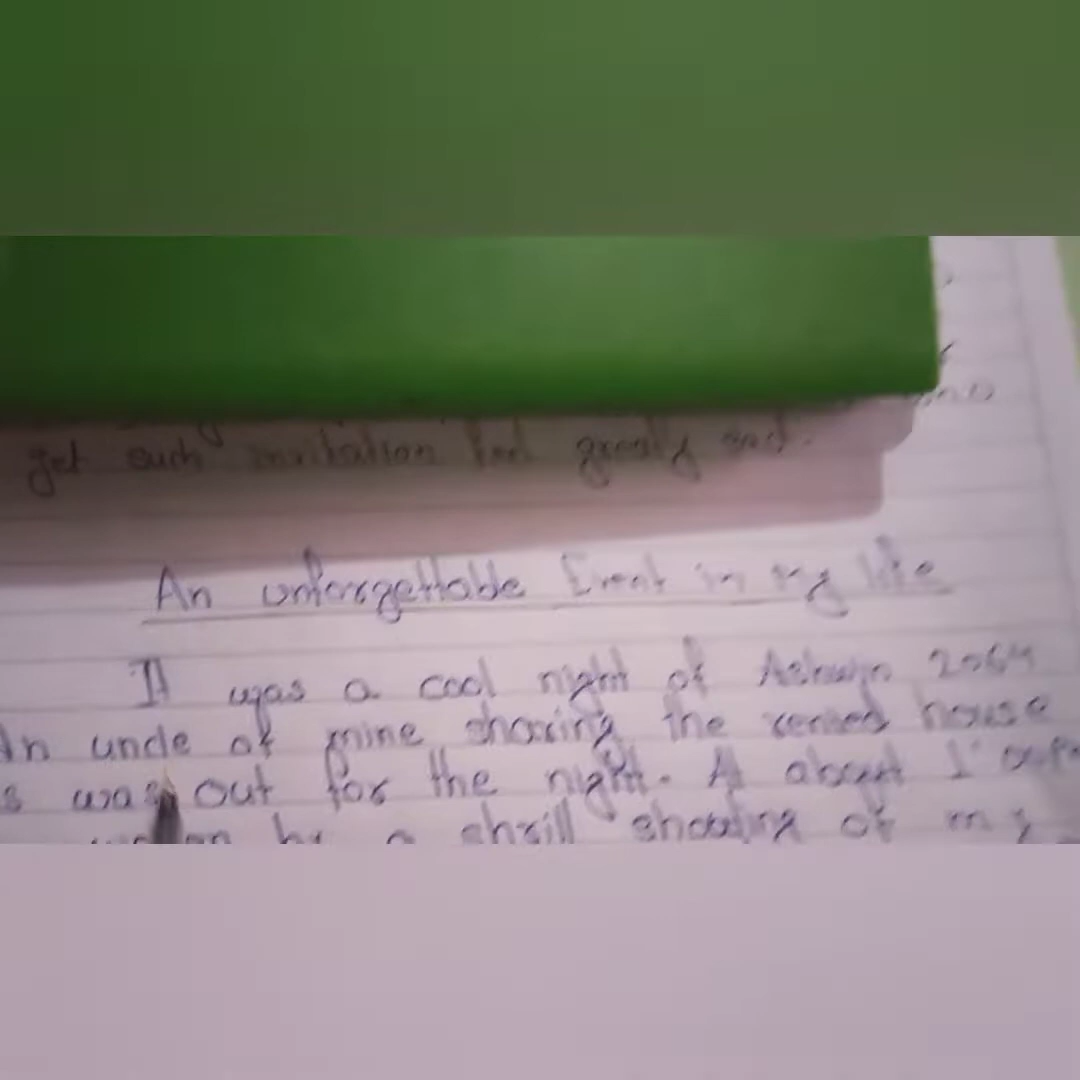 get such invitation feel greatly sad.
An unforgettable Event in my life
It was a cool night of Ashwin 2064
An uncle of mine sharing the rented house
was out for the night. At about 1
by a shrill shouting of my